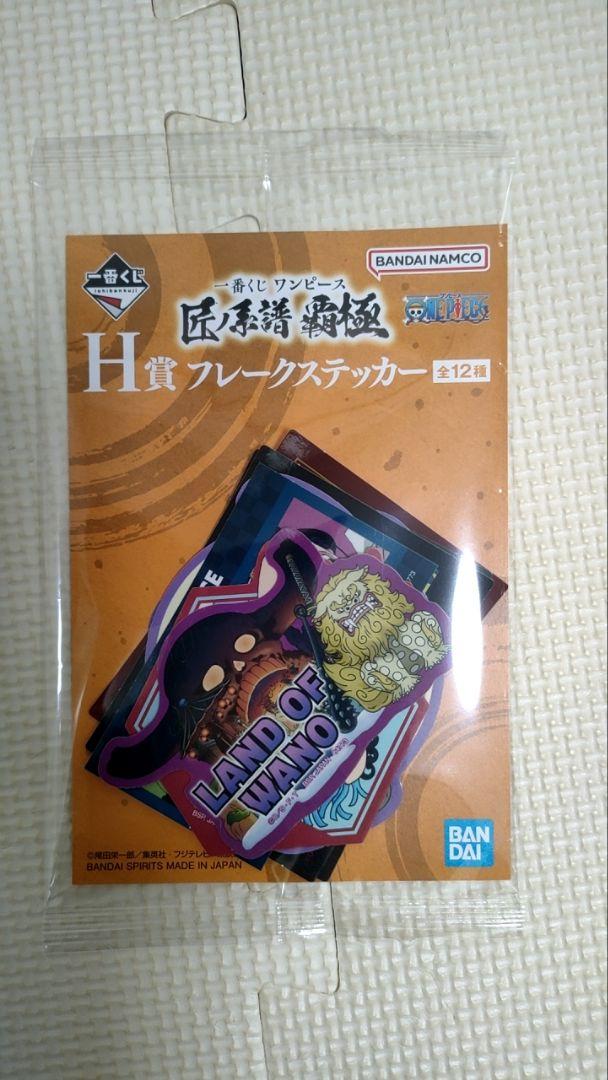 一番くじ
ichibankuji
BANDAI NAMCO
一番くじ ワンピース
匠ノ系譜 覇極
ONE PIECE
H賞 フレークステッカー 全12種
LAND OF
WANO
©尾田栄一郎/集英社・フジテレビ
BANDAI SPIRITS MADE IN JAPAN
BAN
DAI